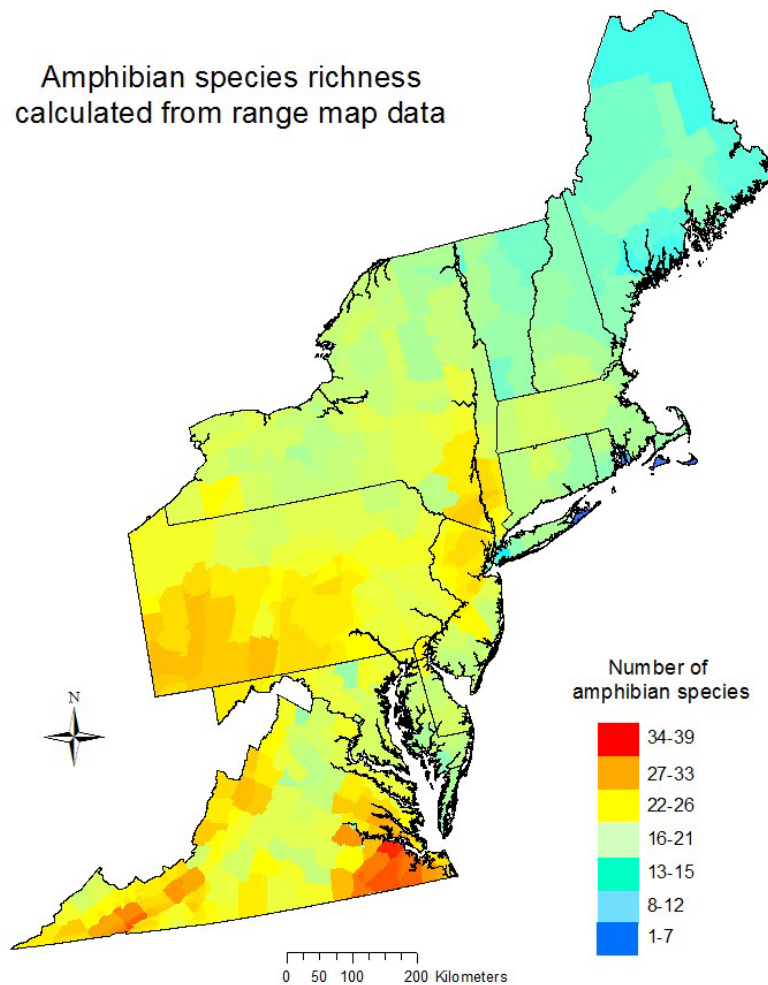 Amphibian species richness
calculated from range map data
N
Number of
amphibian species
34-39
27-33
22-26
16-21
13-15
8-12
1-7
0 50 100 200 Kilometers